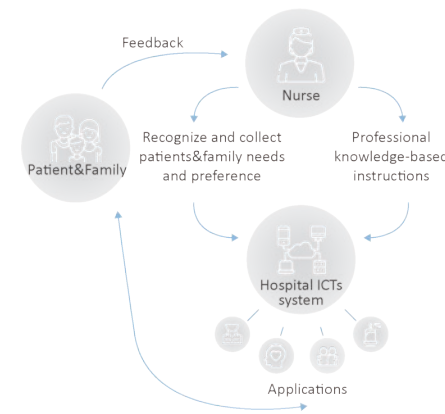 Feedback
Nurse
Patient&Family
Recognize and collect
patients&family needs
and preference
Professional
knowledge-based
instructions
Hospital ICTs
system
Applications